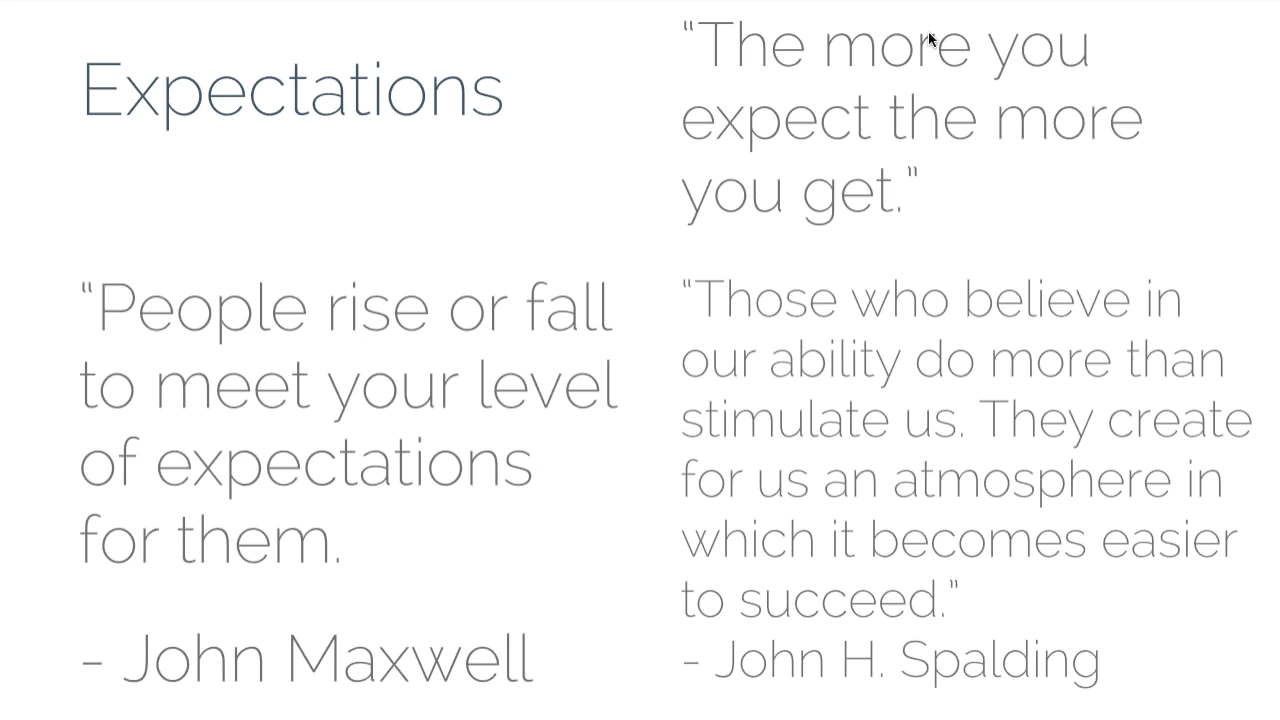 Expectations
“People rise or fall
to meet your level
of expectations
for them.
- John Maxwell
“The more you
expect the more
you get.”
“Those who believe in
our ability do more than
stimulate us. They create
for us an atmosphere in
which it becomes easier
to succeed.”
- John H. Spalding